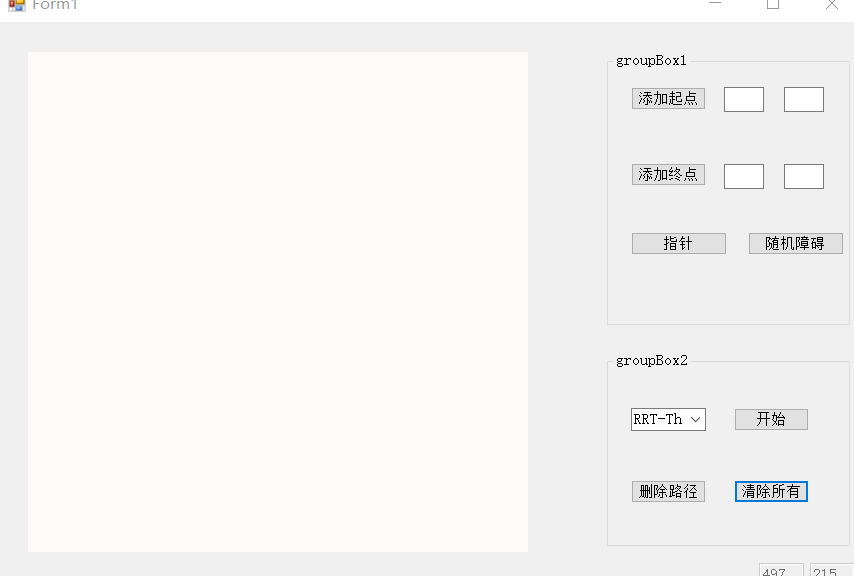 Form1
groupBox1
添加起点
添加终点
指针 随机障碍
groupBox2
RRT-Th 开始
删除路径 清除所有
497 215